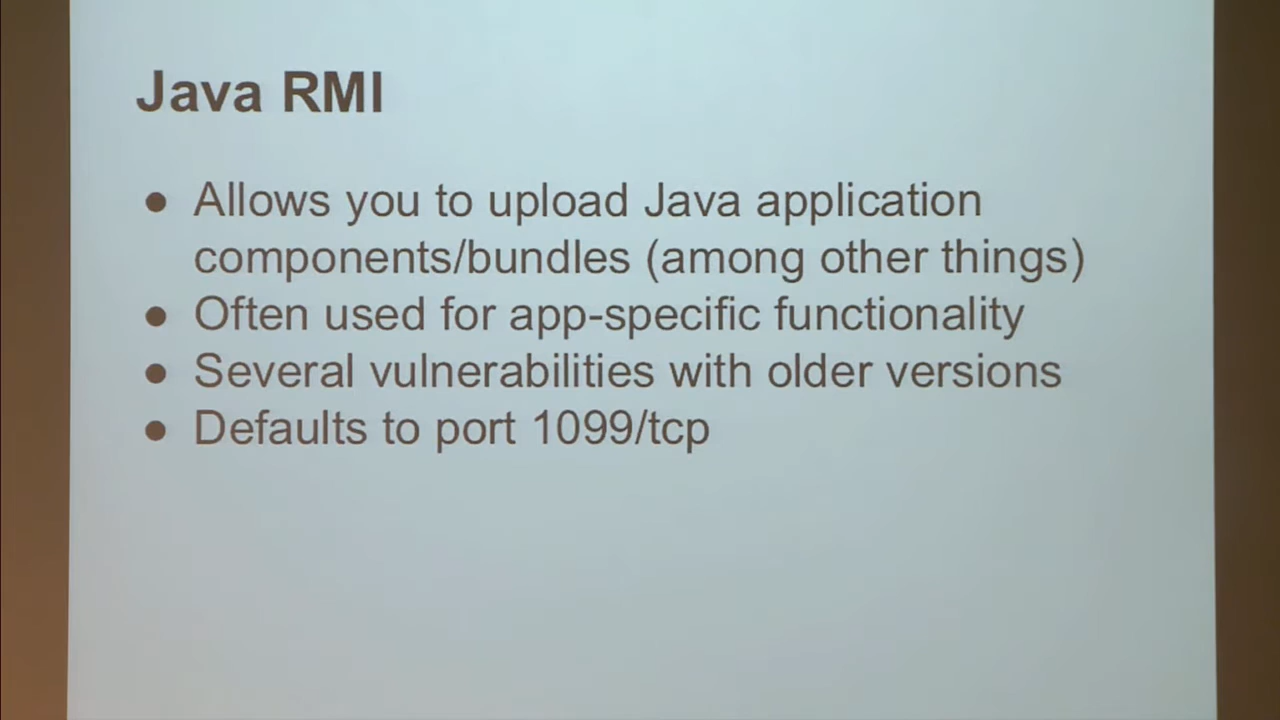 Java RMI
● Allows you to upload Java application
components/bundles (among other things)
● Often used for app-specific functionality
● Several vulnerabilities with older versions
● Defaults to port 1099/tcp